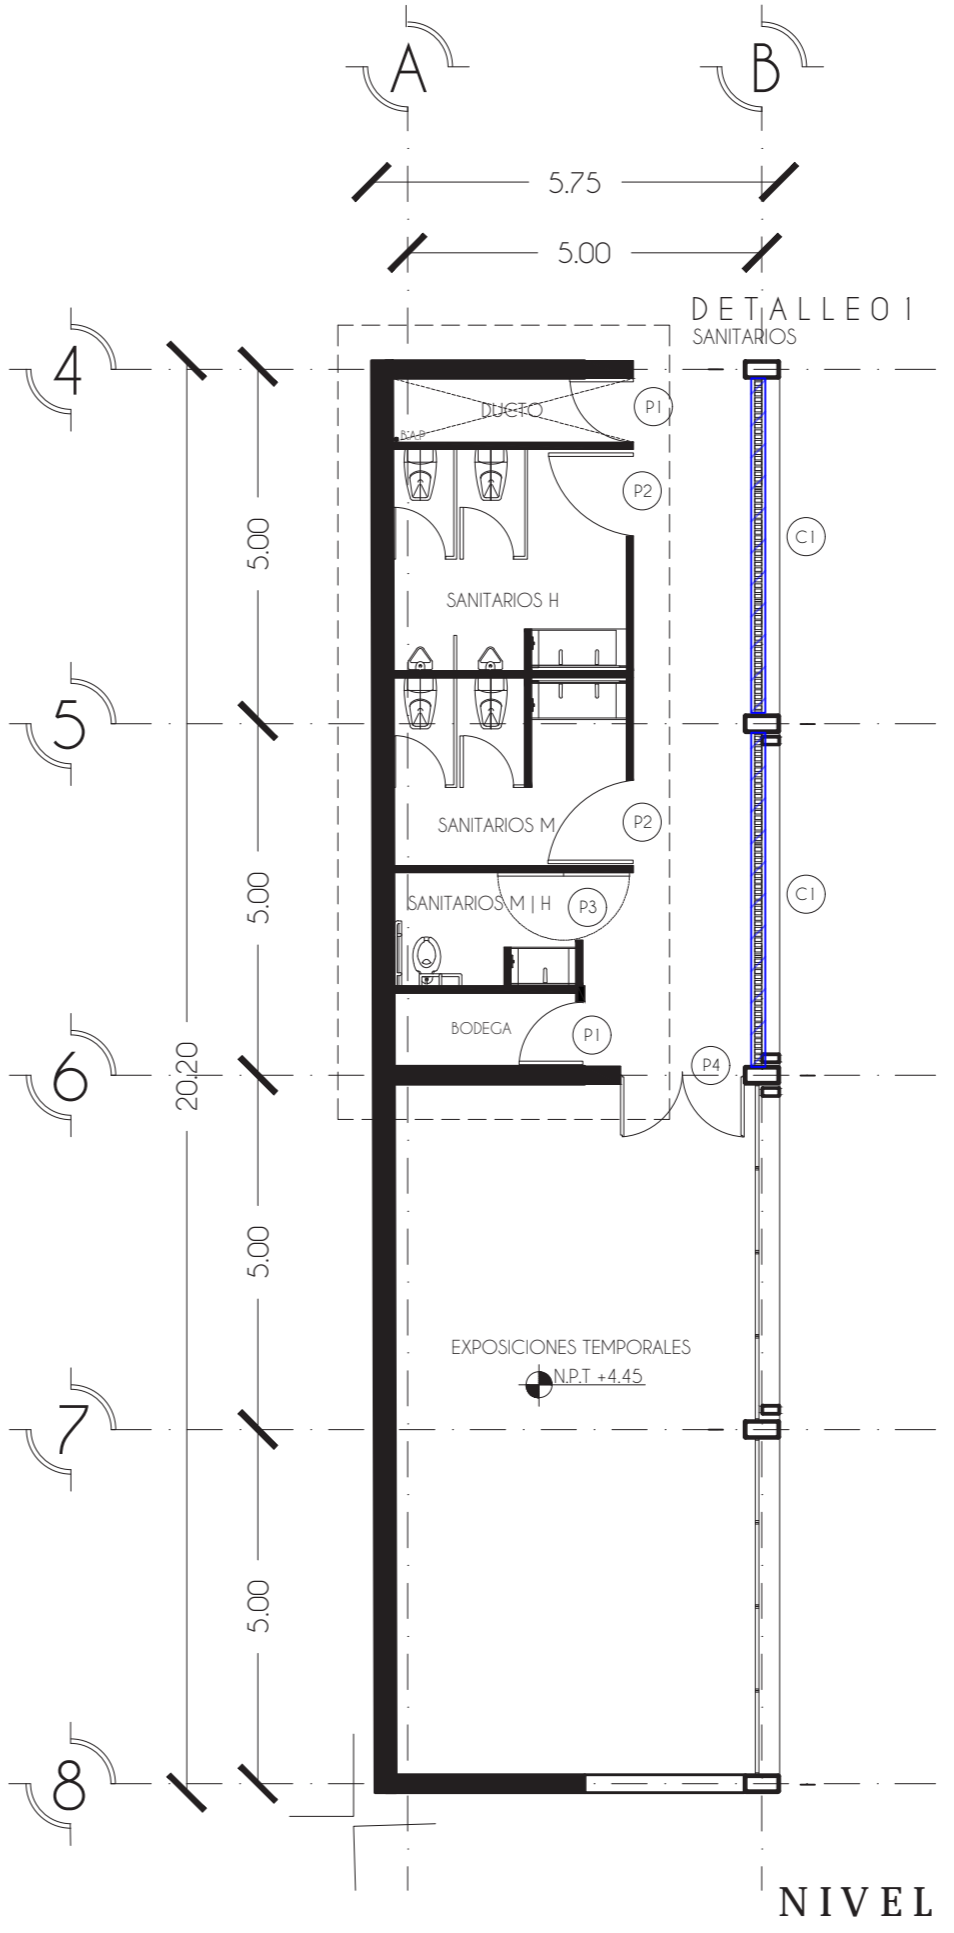 A
B
5.75
5.00
DETALLE01
SANITARIOS
4
DUCTO
P1
B.A.P
P2
5.00
C1
SANITARIOS H
5
SANITARIOS M
P2
5.00
C1
SANITARIOS M | H
P3
BODEGA
P1
6
20.20
P4
5.00
EXPOSICIONES TEMPORALES
N.P.T +4.45
7
5.00
8
NIVEL